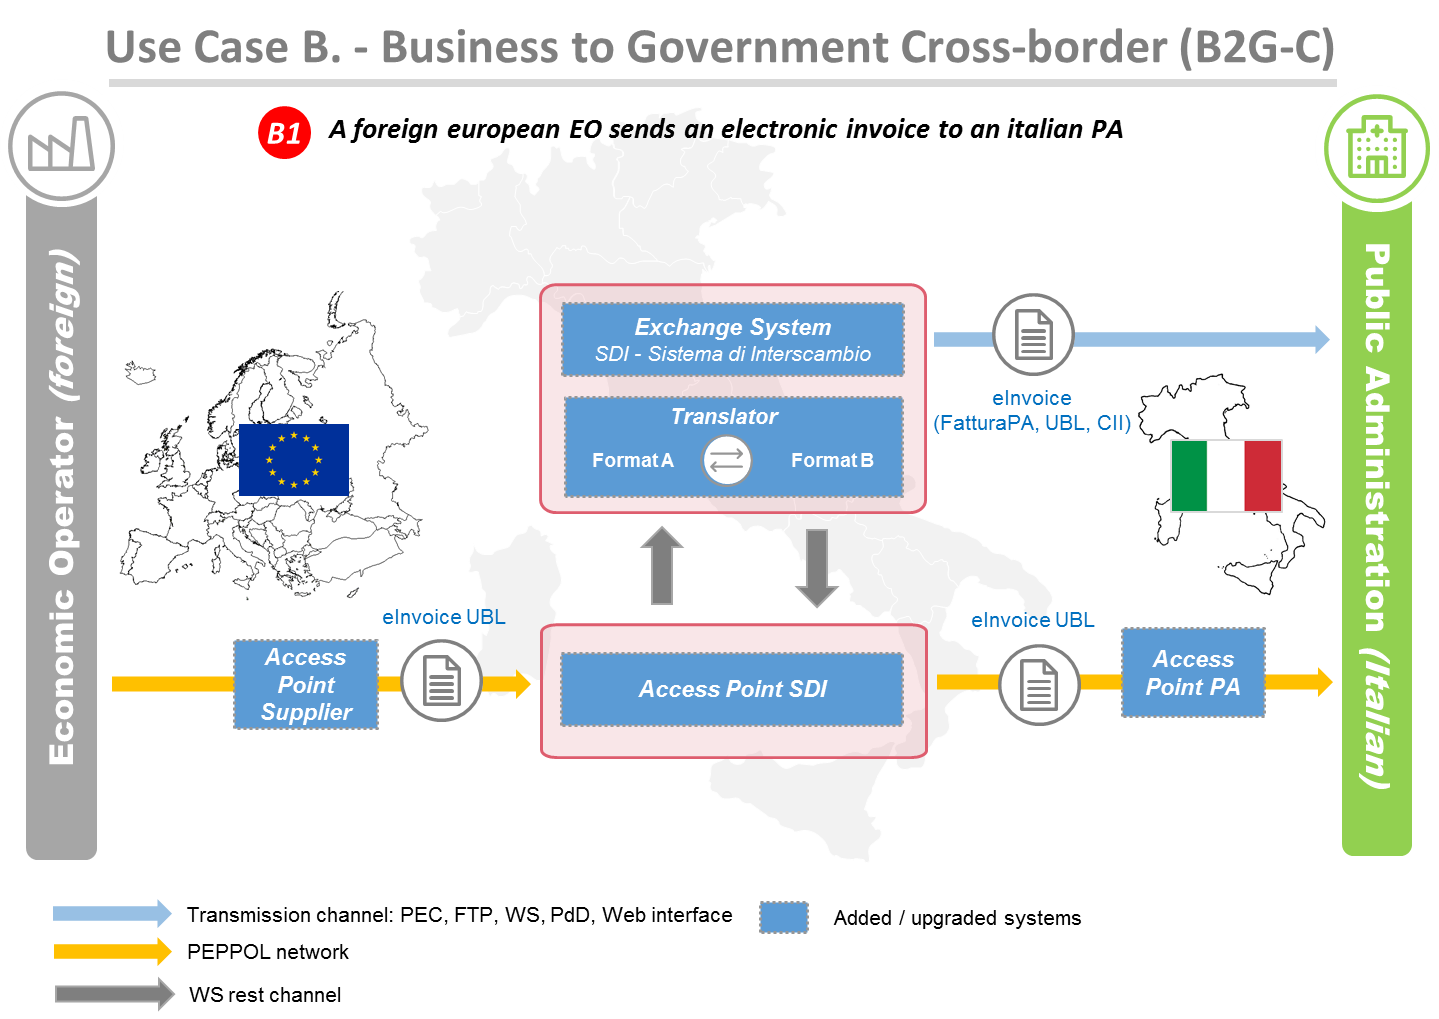 Use Case B. - Business to Government Cross-border (B2G-C)
B1
A foreign european EO sends an electronic invoice to an italian PA
Economic Operator (foreign)
Public Administration (Italian)
Exchange System
SDI - Sistema di Interscambio
Translator
Format A
Format B
eInvoice
(FatturaPA, UBL, CII)
eInvoice UBL
Access
Point
Supplier
Access Point SDI
eInvoice UBL
Access
Point PA
Transmission channel: PEC, FTP, WS, PdD, Web interface
Added / upgraded systems
PEPPOL network
WS rest channel